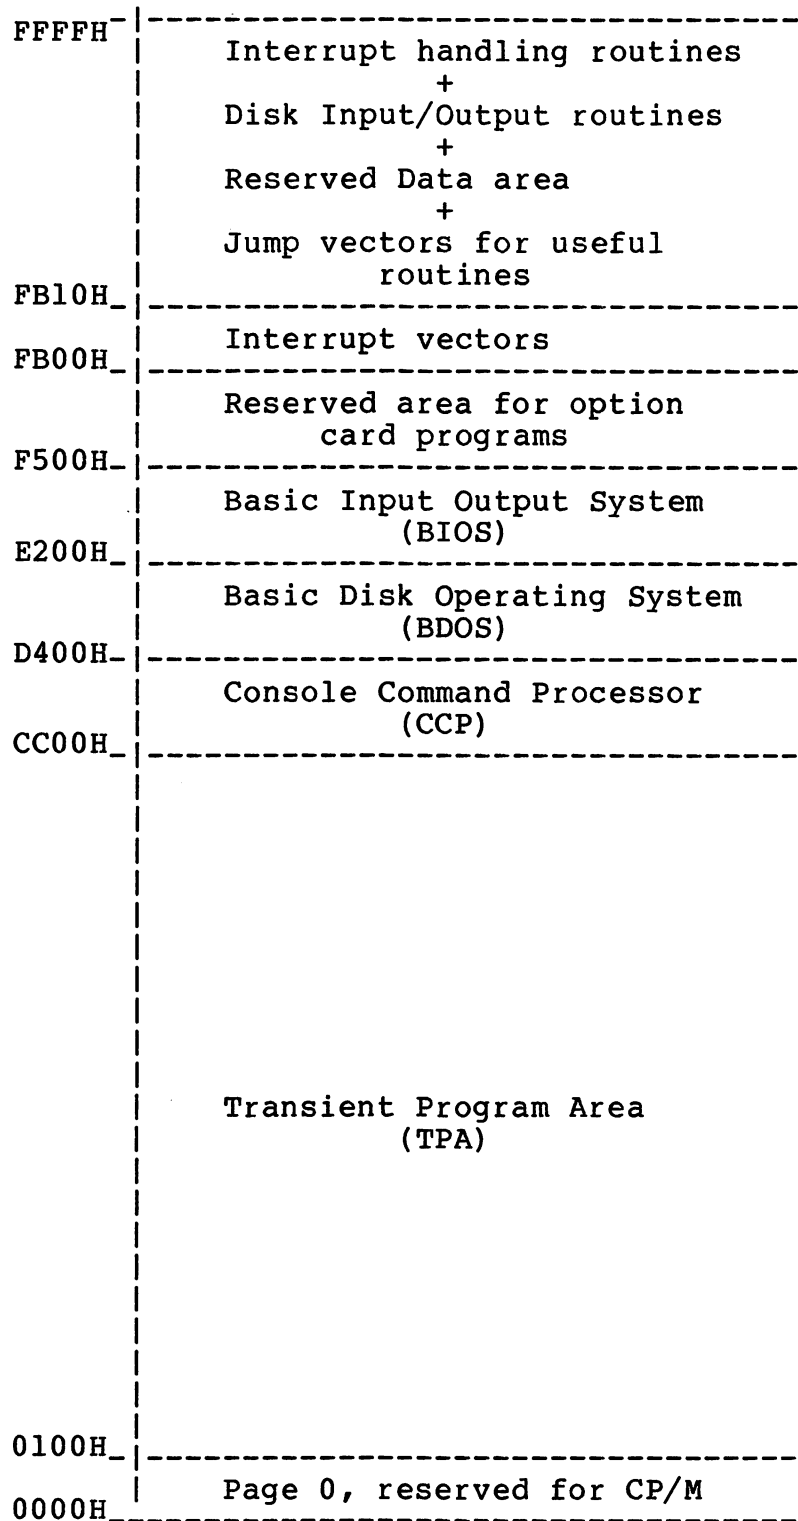 FFFFH
Interrupt handling routines
+
Disk Input/Output routines
+
Reserved Data area
+
Jump vectors for useful
routines
FB10H
Interrupt vectors
FB00H
Reserved area for option
card programs
F500H
Basic Input Output System
(BIOS)
E200H
Basic Disk Operating System
(BDOS)
D400H
Console Command Processor
(CCP)
CC00H
Transient Program Area
(TPA)
0100H
Page 0, reserved for CP/M
0000H